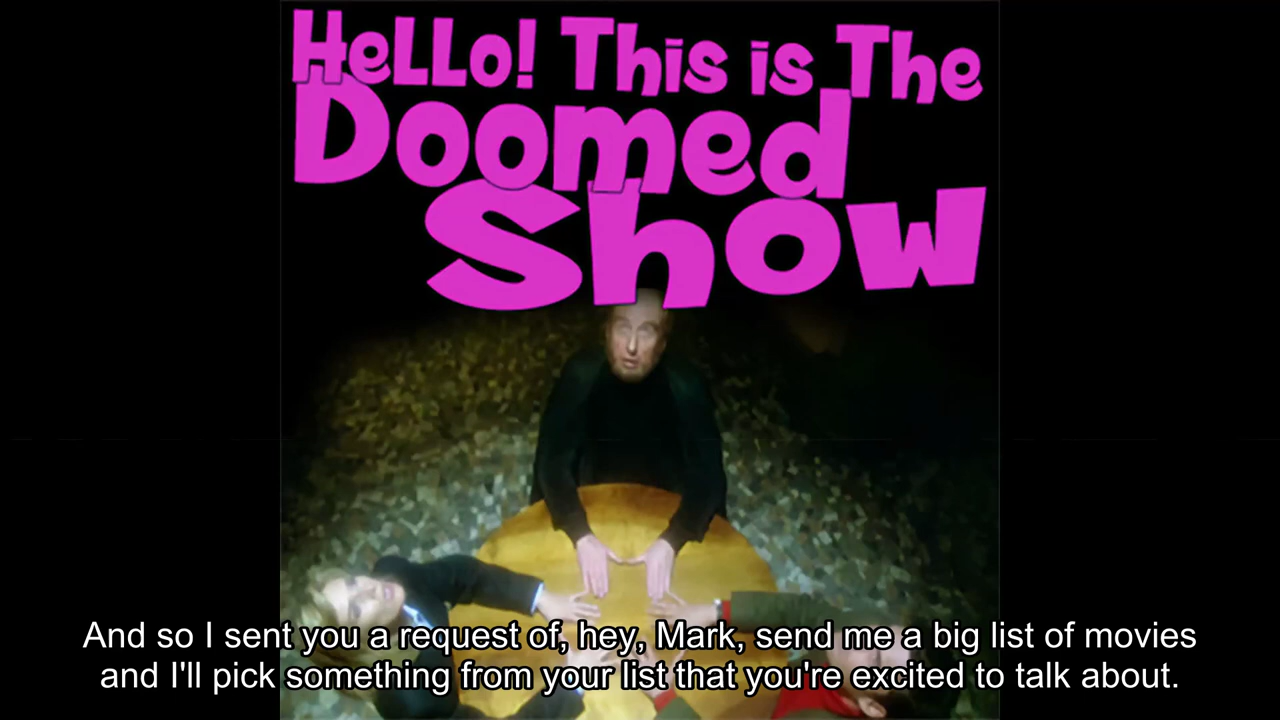 HeLLo! This is The
Doomed
Show
And so I sent you a request of, hey, Mark, send me a big list of movies
and I'll pick something from your list that you're excited to talk about.